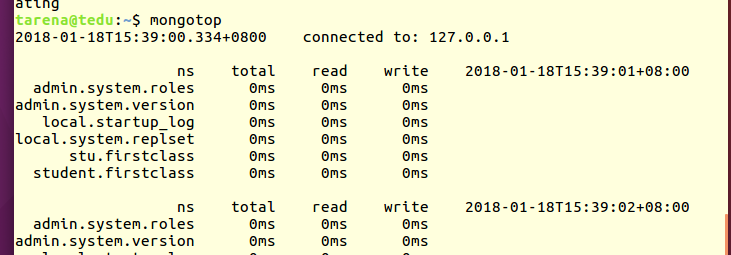 ating
tarena@tedu:~$ mongotop
2018-01-18T15:39:00.334+0800    connected to: 127.0.0.1
ns    total    read    write    2018-01-18T15:39:01+08:00
admin.system.roles    0ms    0ms    0ms
admin.system.version    0ms    0ms    0ms
local.startup_log    0ms    0ms    0ms
local.system.replset    0ms    0ms    0ms
stu.firstclass    0ms    0ms    0ms
student.firstclass    0ms    0ms    0ms
ns    total    read    write    2018-01-18T15:39:02+08:00
admin.system.roles    0ms    0ms    0ms
admin.system.version    0ms    0ms    0ms